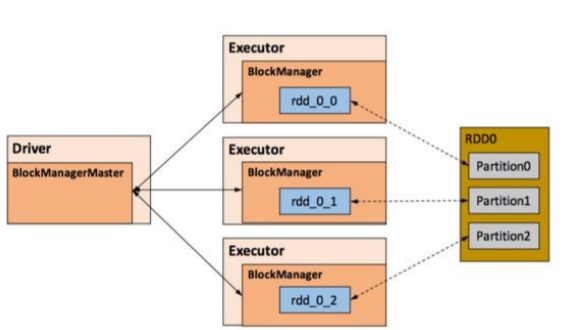 Driver
BlockManagerMaster
Executor
BlockManager
rdd_0_0
Executor
BlockManager
rdd_0_1
Executor
BlockManager
rdd_0_2
RDD0
Partition0
Partition1
Partition2